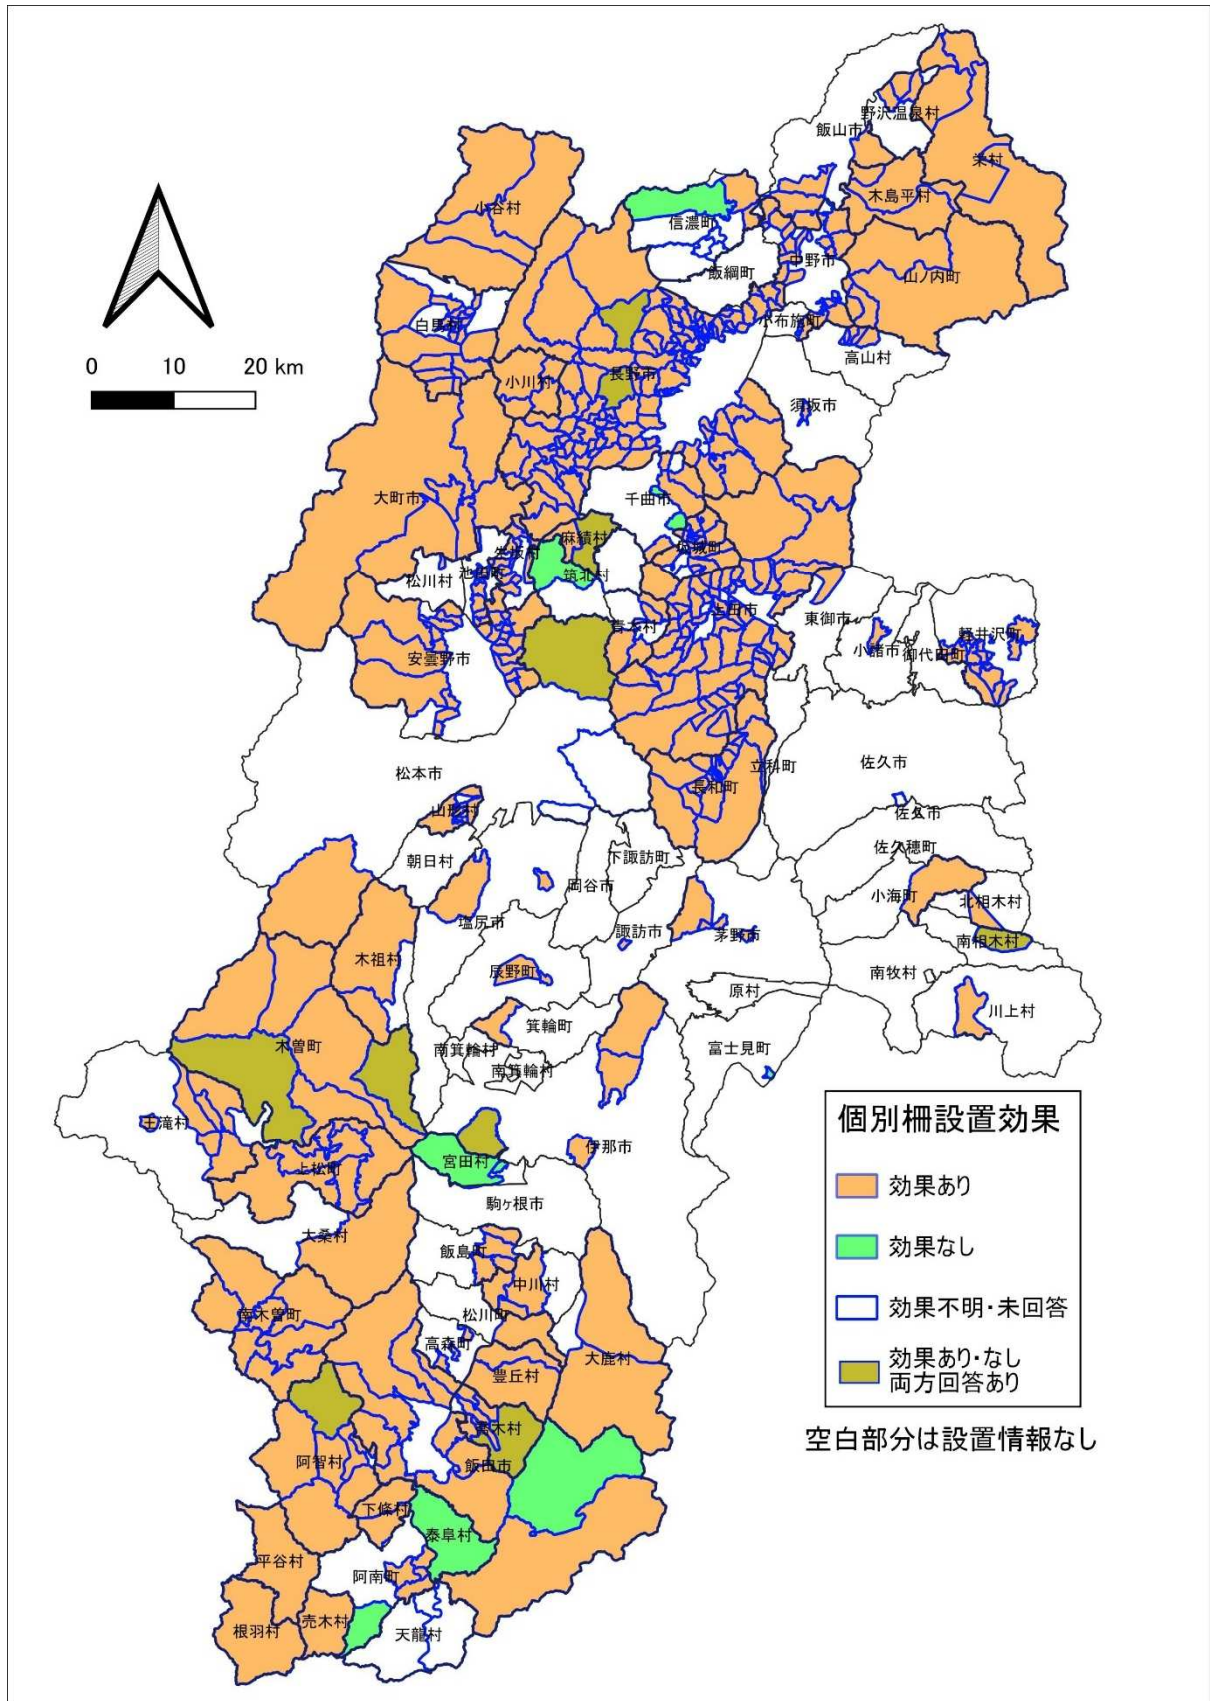 野沢温泉村
飯山市
栄村
木島平村
小谷村
信濃町
中野市
飯綱町
山ノ内町
白馬村
小布施町
高山村
0 10 20 km
小川村
長野市
須坂市
大町市
千曲市
麻績村
坂城町
生坂村
池田町
松川村
筑北村
上田市
青木村
東御市
軽井沢町
小諸市
御代田町
安曇野市
松本市
立科町
佐久市
長和町
山形村
佐久市
朝日村
下諏訪町
佐久穂町
岡谷市
小海町
北相木村
塩尻市
諏訪市
茅野市
南相木村
木祖村
辰野町
南牧村
原村
川上村
箕輪町
木曽町
南箕輪村
富士見町
南箕輪村
王滝村
伊那市
宮田村
上松町
駒ヶ根市
大桑村
飯島町
中川村
南木曽町
松川町
高森町
大鹿村
豊丘村
喬木村
阿智村
飯田市
下條村
泰阜村
平谷村
阿南町
売木村
根羽村
天龍村
個別柵設置効果
効果あり
効果なし
効果不明・未回答
効果あり・なし
両方回答あり
空白部分は設置情報なし